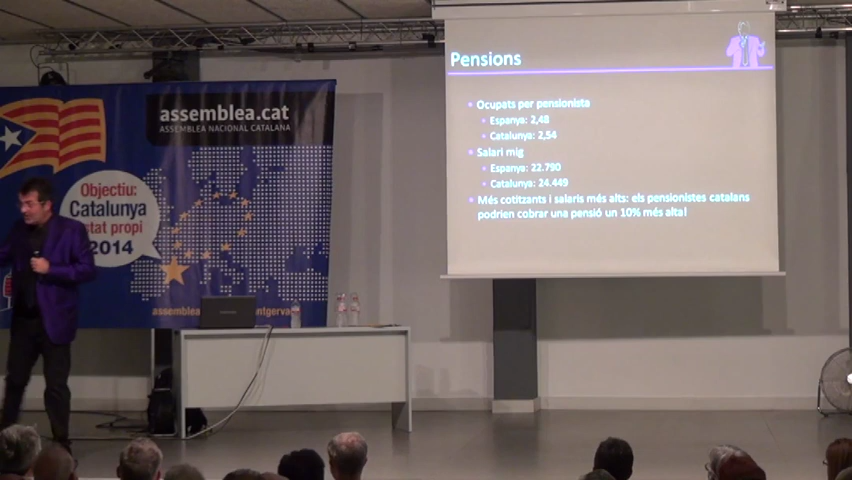 assemblea.cat
ASSEMBLEA NACIONAL CATALANA
Objectiu:
Catalunya
estat propi
2014
Pensions
Ocupats per pensionista
Espanya: 2,48
Catalunya: 2,54
Salari mig
Espanya: 22.790
Catalunya: 24.449
Més cotitzants i salaris més alts: els pensionistes catalans
podrien cobrar una pensió un 10% més alta!